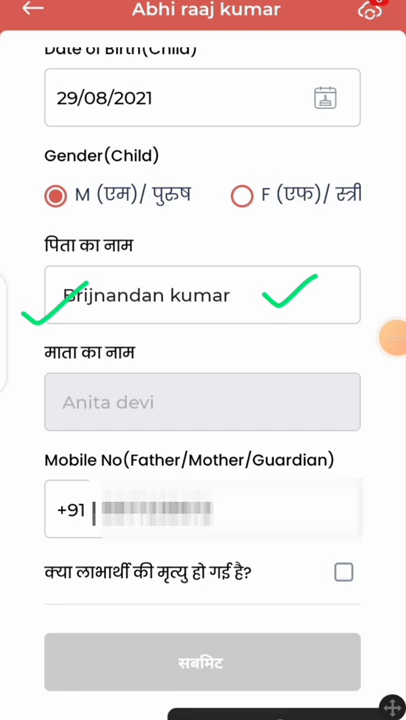 Abhi raaj kumar
Date of Birth(Child)
29/08/2021
Gender(Child)
M (एम)/ पुरुष
F (एफ)/ स्त्री
पिता का नाम
Brijnandan kumar
माता का नाम
Anita devi
Mobile No(Father/Mother/Guardian)
+91
क्या लाभार्थी की मृत्यु हो गई है?
सबमिट